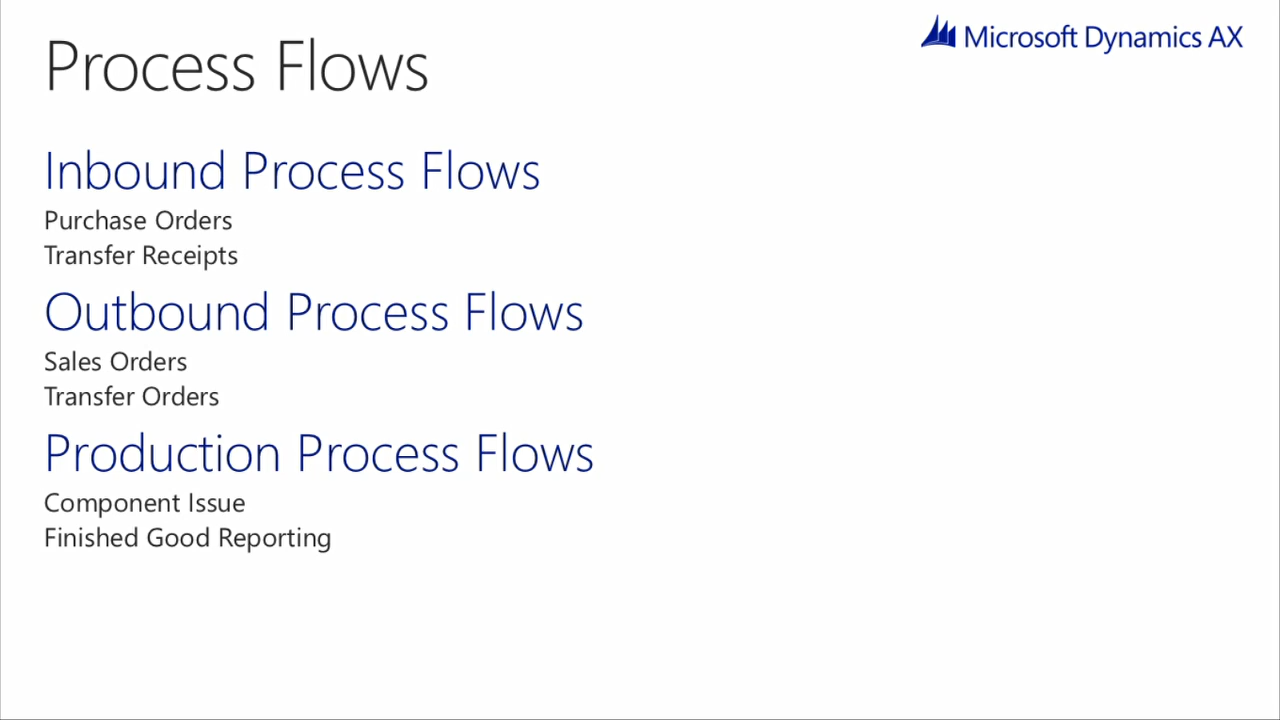 Process Flows
Microsoft Dynamics AX
Inbound Process Flows
Purchase Orders
Transfer Receipts
Outbound Process Flows
Sales Orders
Transfer Orders
Production Process Flows
Component Issue
Finished Good Reporting